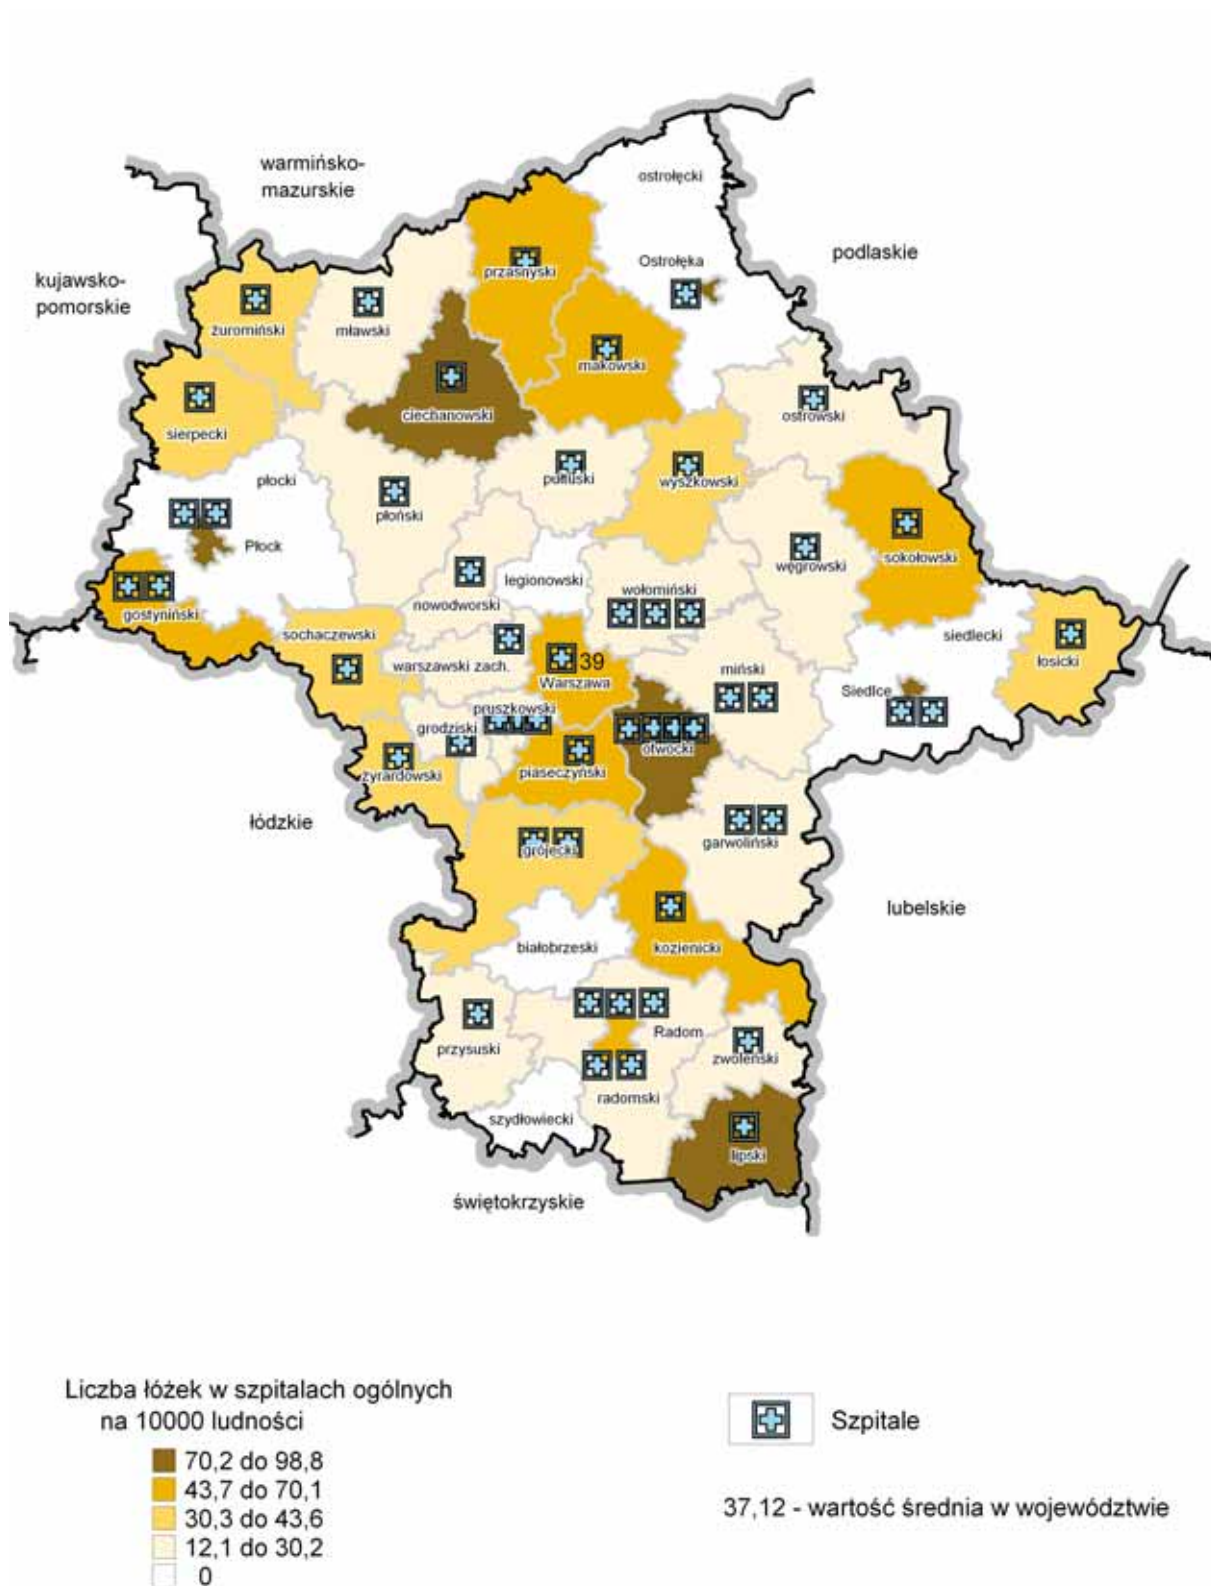 warmińsko-
mazurskie
ostrołęcki
podlaskie
Ostrołęka
kujawsko-
pomorskie
przasnyski
żuromiński
mławski
makowski
ciechanowski
ostrowski
sierpecki
płocki
pułtuski
wyszkowski
płoński
Płock
sokołowski
węgrowski
legionowski
wołomiński
nowodworski
gostyniński
sochaczewski
siedlecki
łosicki
warszawski zach.
39
Warszawa
miński
Siedlce
pruszkowski
grodziski
otwocki
piaseczyński
żyrardowski
łódzkie
grójecki
garwoliński
lubelskie
białobrzeski
kozienicki
Radom
przysuski
zwoleński
radomski
szydłowiecki
lipski
świętokrzyskie
Liczba łóżek w szpitalach ogólnych
na 10000 ludności
70,2 do 98,8
43,7 do 70,1
30,3 do 43,6
12,1 do 30,2
0
Szpitale
37,12 - wartość średnia w województwie